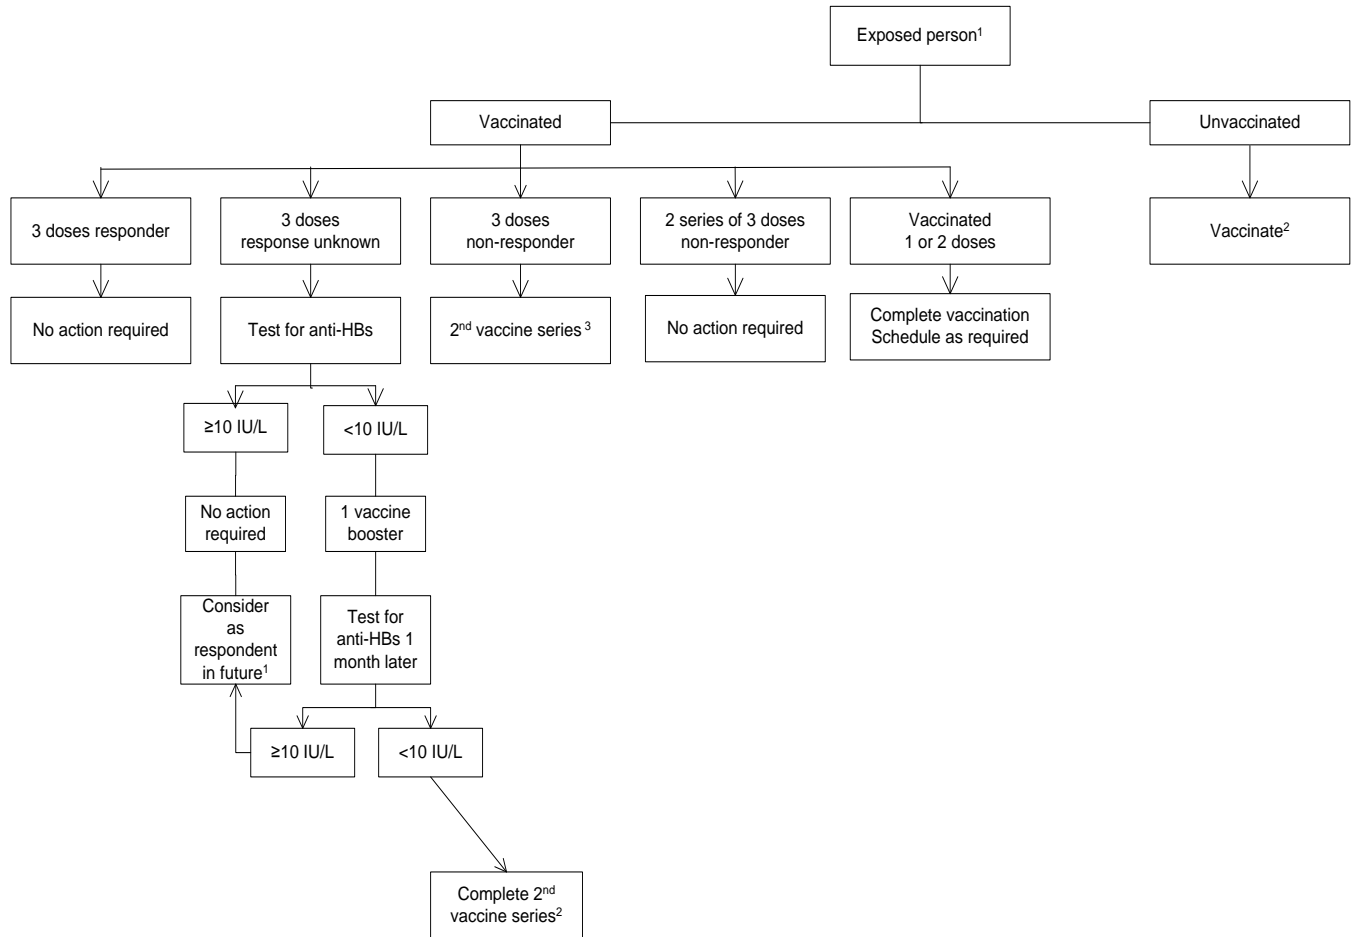 Exposed person¹
Vaccinated
Unvaccinated
3 doses responder
3 doses
response unknown
3 doses
non-responder
2 series of 3 doses
non-responder
Vaccinated
1 or 2 doses
Vaccinate²
No action required
Test for anti-HBs
2ⁿᵈ vaccine series ³
No action required
Complete vaccination
Schedule as required
≥10 IU/L
<10 IU/L
No action
required
1 vaccine
booster
Consider
as
respondent
in future¹
Test for
anti-HBs 1
month later
≥10 IU/L
<10 IU/L
Complete 2ⁿᵈ
vaccine series²